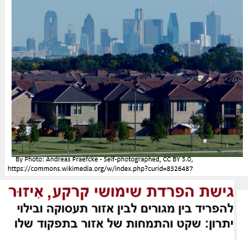 By Photo: Andreas Praefcke - Self-photographed, CC BY 3.0,
https://commons.wikimedia.org/w/index.php?curid=8326487
גישת הפרדת שימושי קרקע, אִיזוּר
להפריד בין מגורים לבין אזור תעסוקה ובילוי
יתרון: שקט והתמחות של אזור בתפקוד שלו